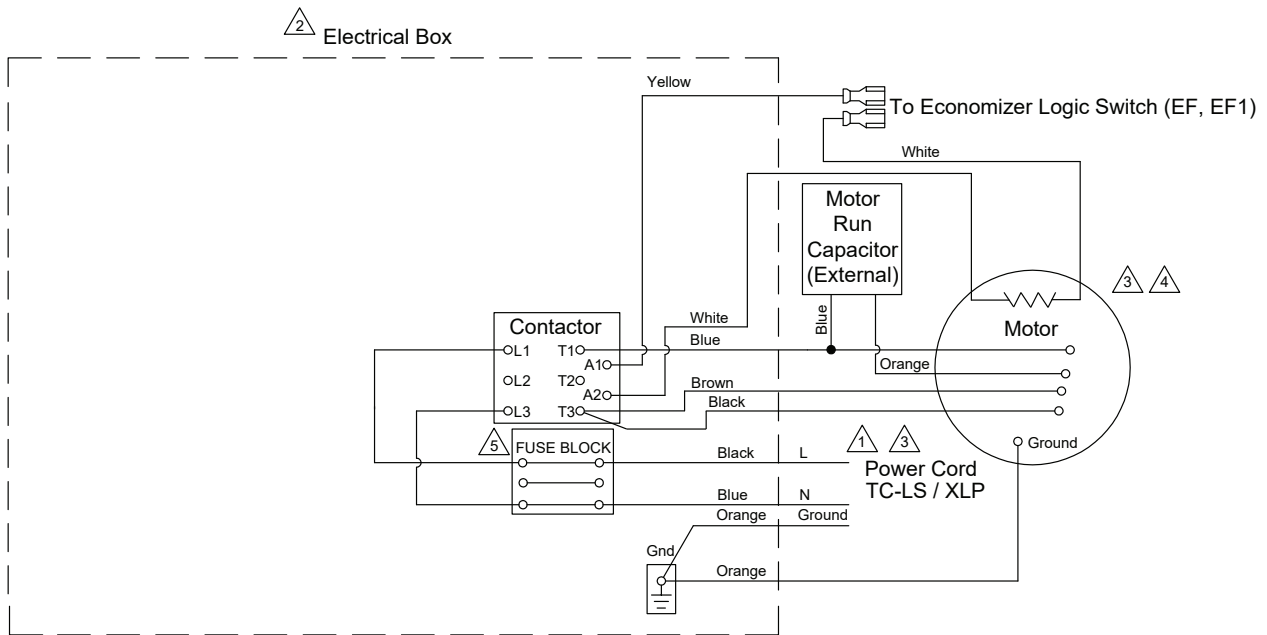 2
Electrical Box
Yellow
To Economizer Logic Switch (EF, EF1)
White
Motor
Run
Capacitor
(External)
3 4
Blue
White
Contactor
Motor
Blue
L1 T1
A1
Orange
L2 T2
A2
Brown
Black
L3 T3
5
FUSE BLOCK
1 3
Ground
Black L
Power Cord
TC-LS / XLP
Blue N
Orange Ground
Gnd
Orange